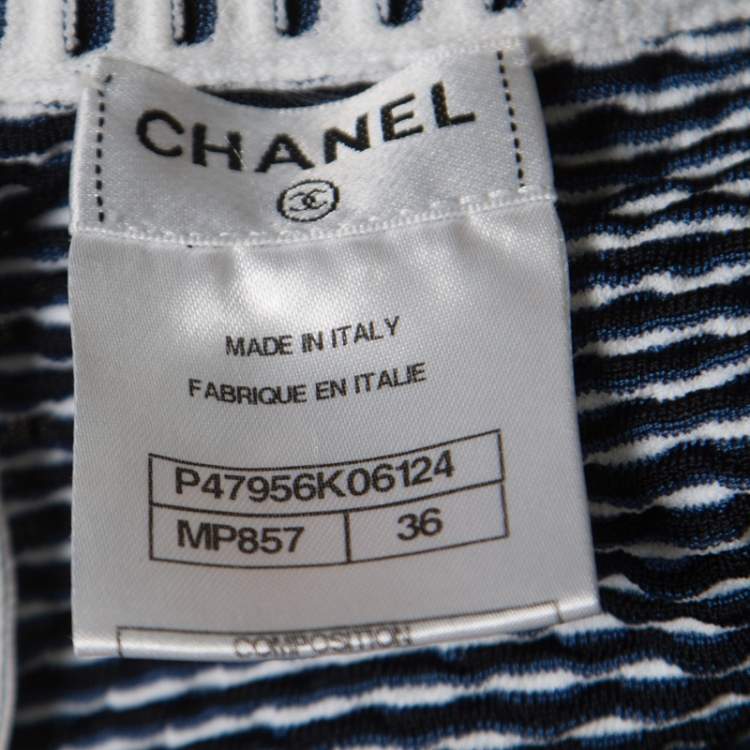 CHANEL
MADE IN ITALY
FABRIQUE EN ITALIE
P47956K06124
MP857 36
COMPOSITION